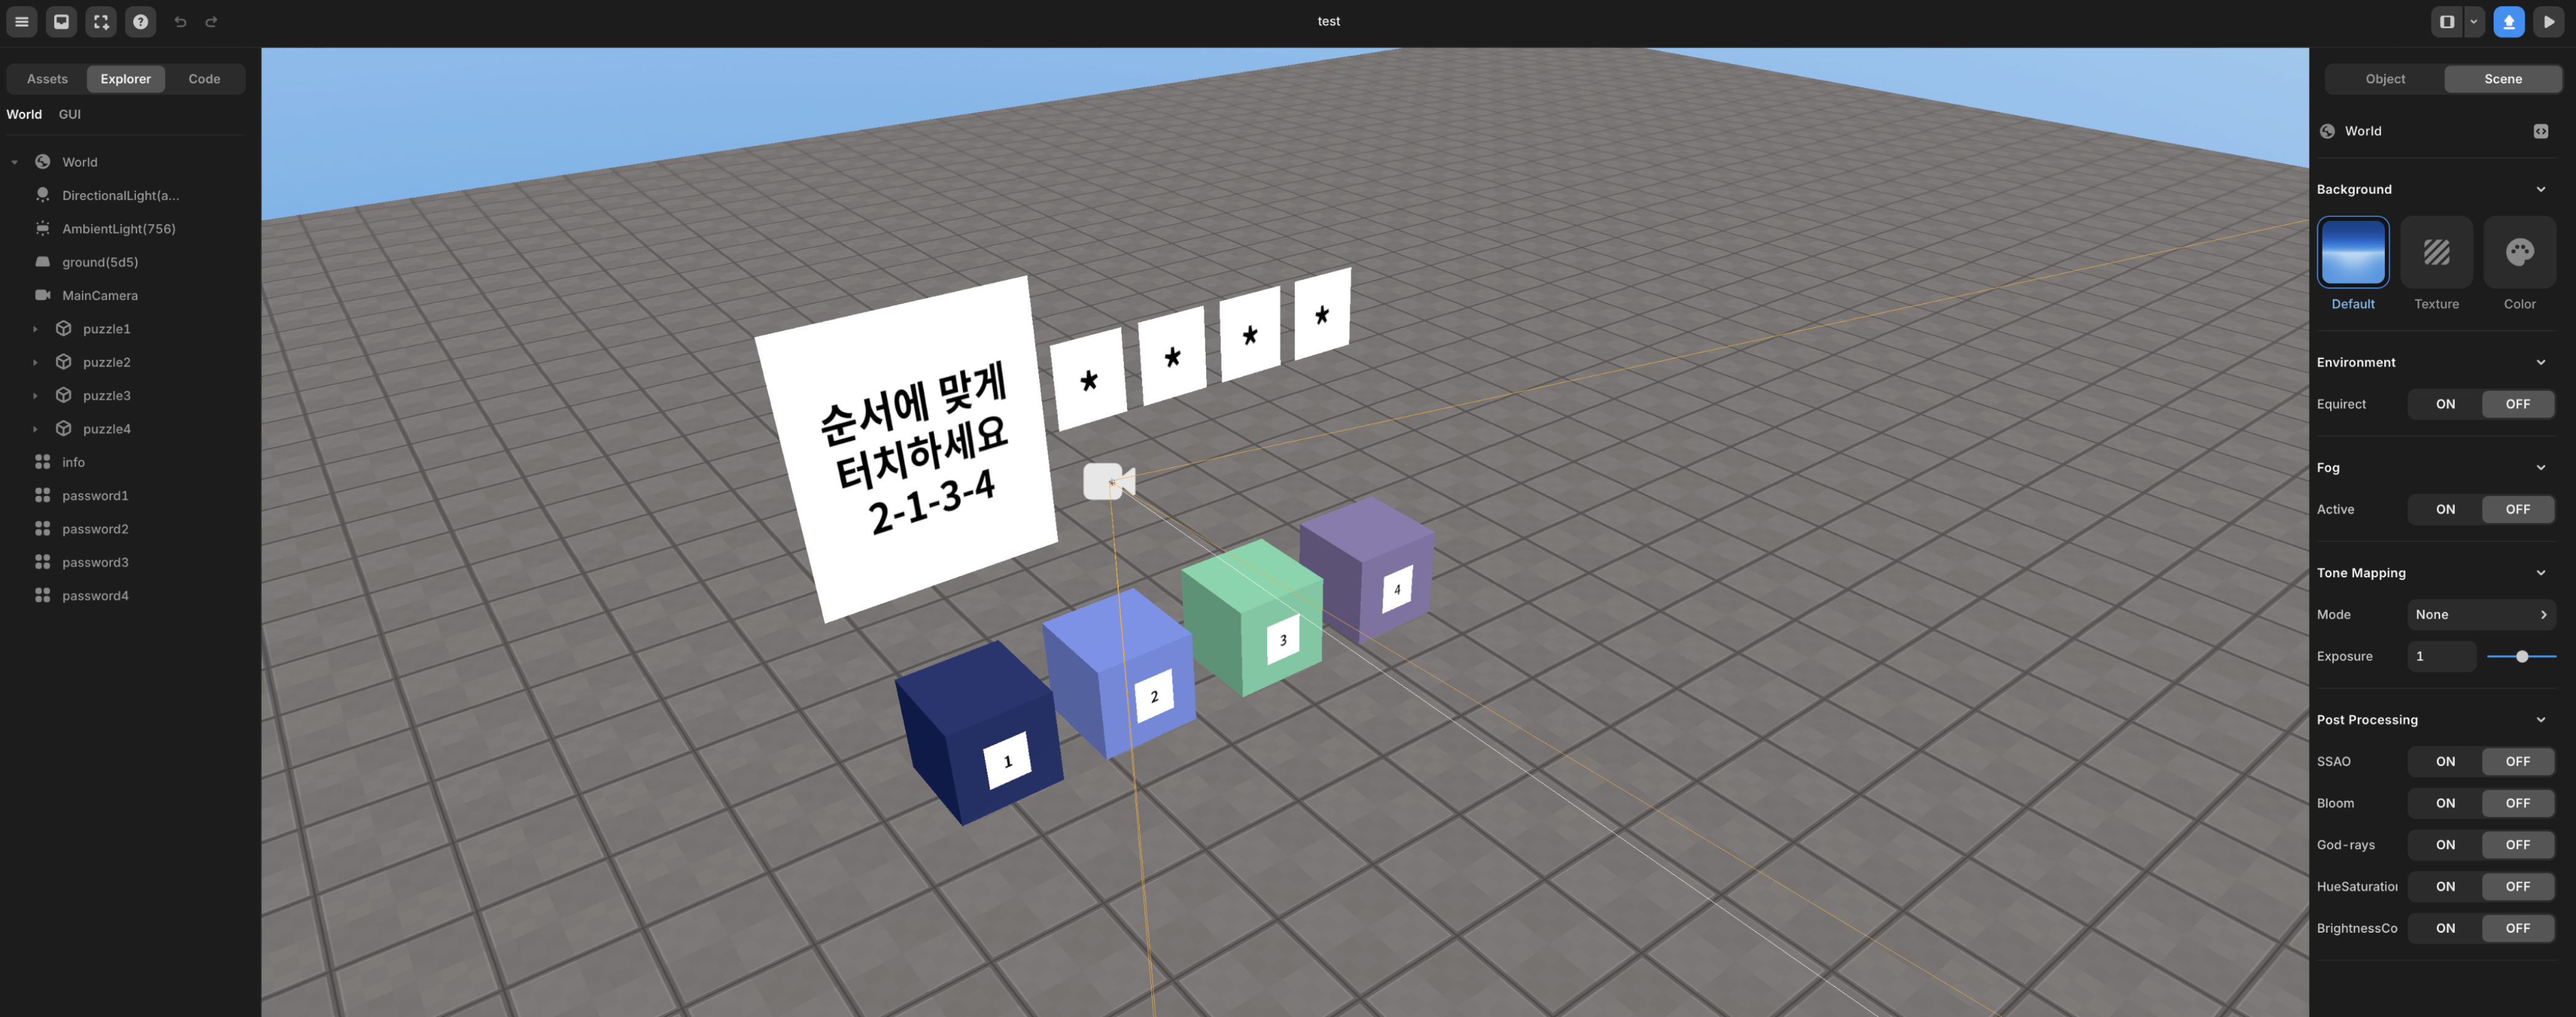 test
Assets Explorer Code
World GUI
World
DirectionalLight(a...
AmbientLight(756)
ground(5d5)
MainCamera
puzzle1
puzzle2
puzzle3
puzzle4
info
password1
password2
password3
password4
순서에 맞게
터치하세요
2-1-3-4
* * * *
1
2
3
4
Object Scene
World
Background
Default Texture Color
Environment
Equirect ON OFF
Fog
Active ON OFF
Tone Mapping
Mode None
Exposure 1
Post Processing
SSAO ON OFF
Bloom ON OFF
God-rays ON OFF
HueSaturatio ON OFF
BrightnessCo ON OFF